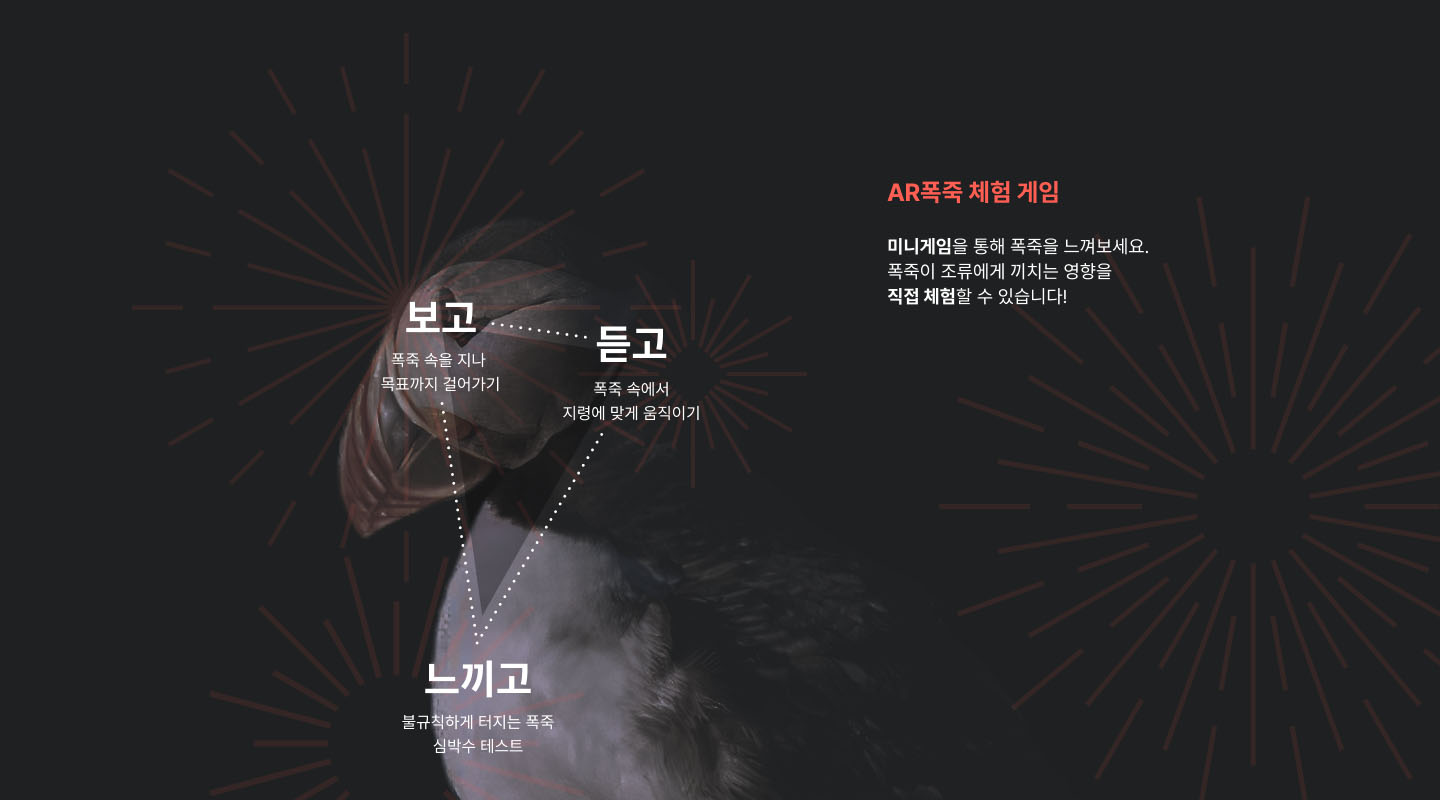 AR폭죽 체험 게임
미니게임을 통해 폭죽을 느껴보세요.
폭죽이 조류에게 끼치는 영향을
직접 체험할 수 있습니다!
보고
폭죽 속을 지나
목표까지 걸어가기
듣고
폭죽 속에서
지령에 맞게 움직이기
느끼고
불규칙하게 터지는 폭죽
심박수 테스트